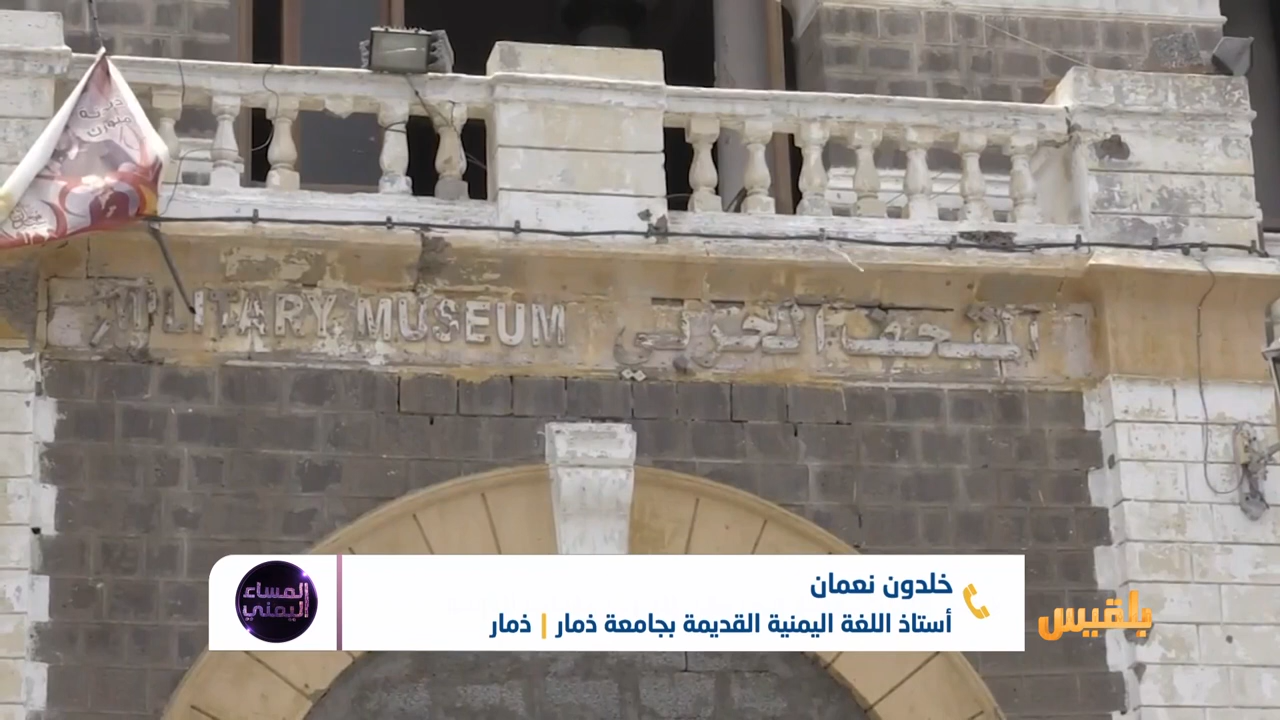 MILITARY MUSEUM المتحف الحربي
خلدون نعمان
أستاذ اللغة اليمنية القديمة بجامعة ذمار | ذمار
المساء
اليمني
بلقيس